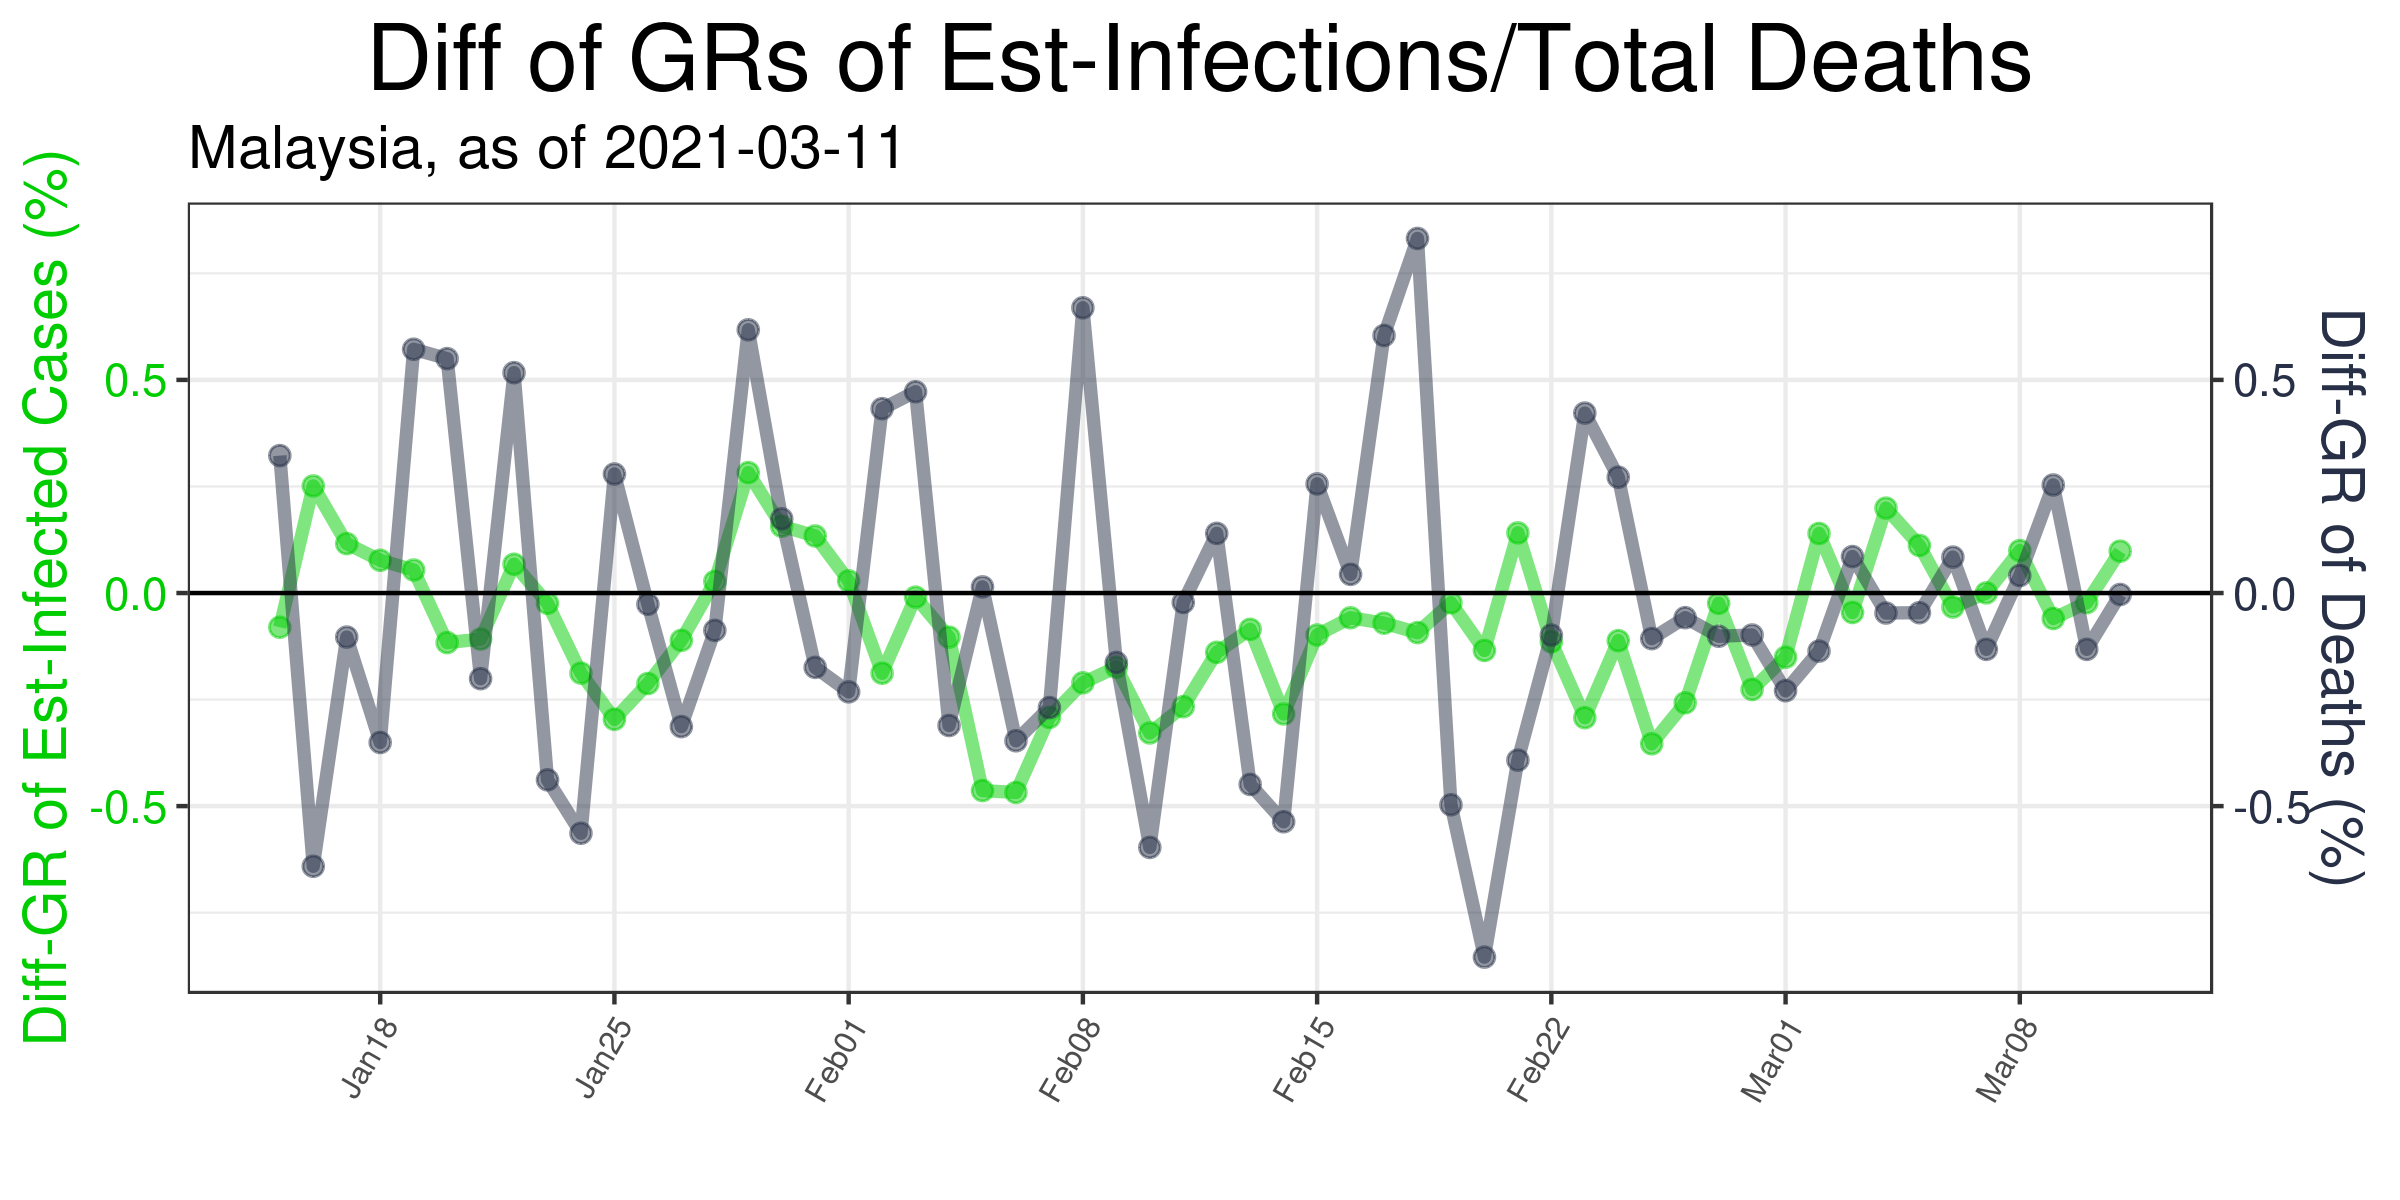 Diff of GRs of Est-Infections/Total Deaths
Malaysia, as of 2021-03-11
Diff-GR of Est-Infected Cases (%)
0.5
0.0
-0.5
0.5
0.0
-0.5
Diff-GR of Deaths (%)
Jan18
Jan25
Feb01
Feb08
Feb15
Feb22
Mar01
Mar08